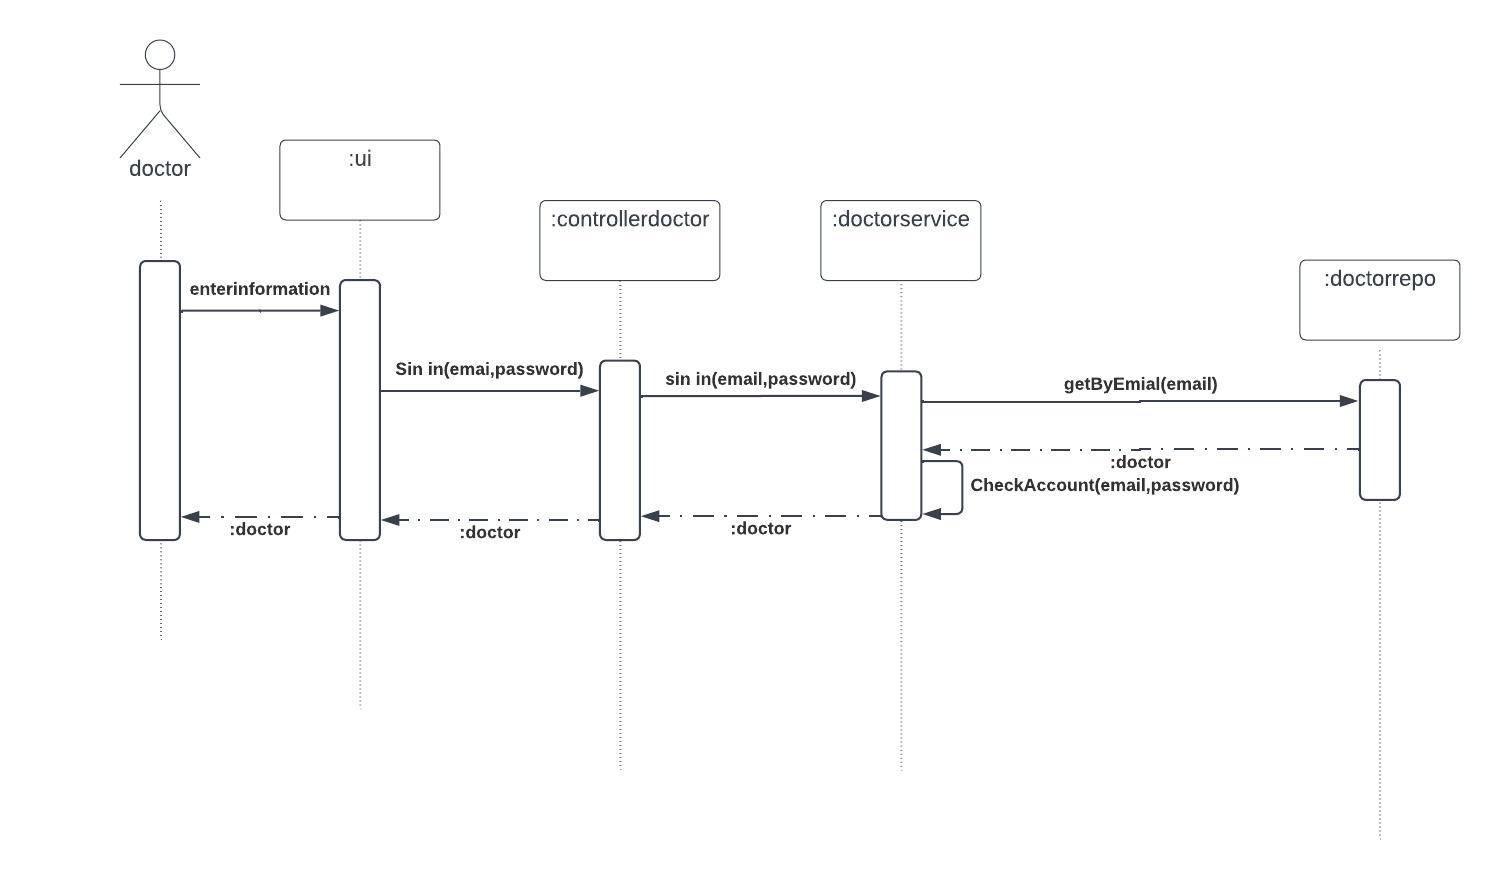 doctor
:ui
:controllerdoctor
:doctorservice
:doctorrepo
enterinformation
Sin in(emai,password)
sin in(email,password)
getByEmial(email)
:doctor
CheckAccount(email,password)
:doctor
:doctor
:doctor